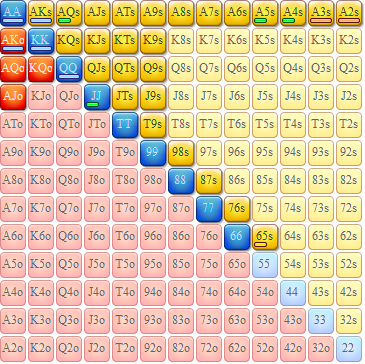 AA AKs AQs AJs ATs A9s A8s A7s A6s A5s A4s A3s A2s
AKo KK KQs KJs KTs K9s K8s K7s K6s K5s K4s K3s K2s
AQo KQo QQ QJs QTs Q9s Q8s Q7s Q6s Q5s Q4s Q3s Q2s
AJo KJo QJo JJ JTs J9s J8s J7s J6s J5s J4s J3s J2s
ATo KTo QTo JTo TT T9s T8s T7s T6s T5s T4s T3s T2s
A9o K9o Q9o J9o T9o 99 98s 97s 96s 95s 94s 93s 92s
A8o K8o Q8o J8o T8o 98o 88 87s 86s 85s 84s 83s 82s
A7o K7o Q7o J7o T7o 97o 87o 77 76s 75s 74s 73s 72s
A6o K6o Q6o J6o T6o 96o 86o 76o 66 65s 64s 63s 62s
A5o K5o Q5o J5o T5o 95o 85o 75o 65o 55 54s 53s 52s
A4o K4o Q4o J4o T4o 94o 84o 74o 64o 54o 44 43s 42s
A3o K3o Q3o J3o T3o 93o 83o 73o 63o 53o 43o 33 32s
A2o K2o Q2o J2o T2o 92o 82o 72o 62o 52o 42o 32o 22